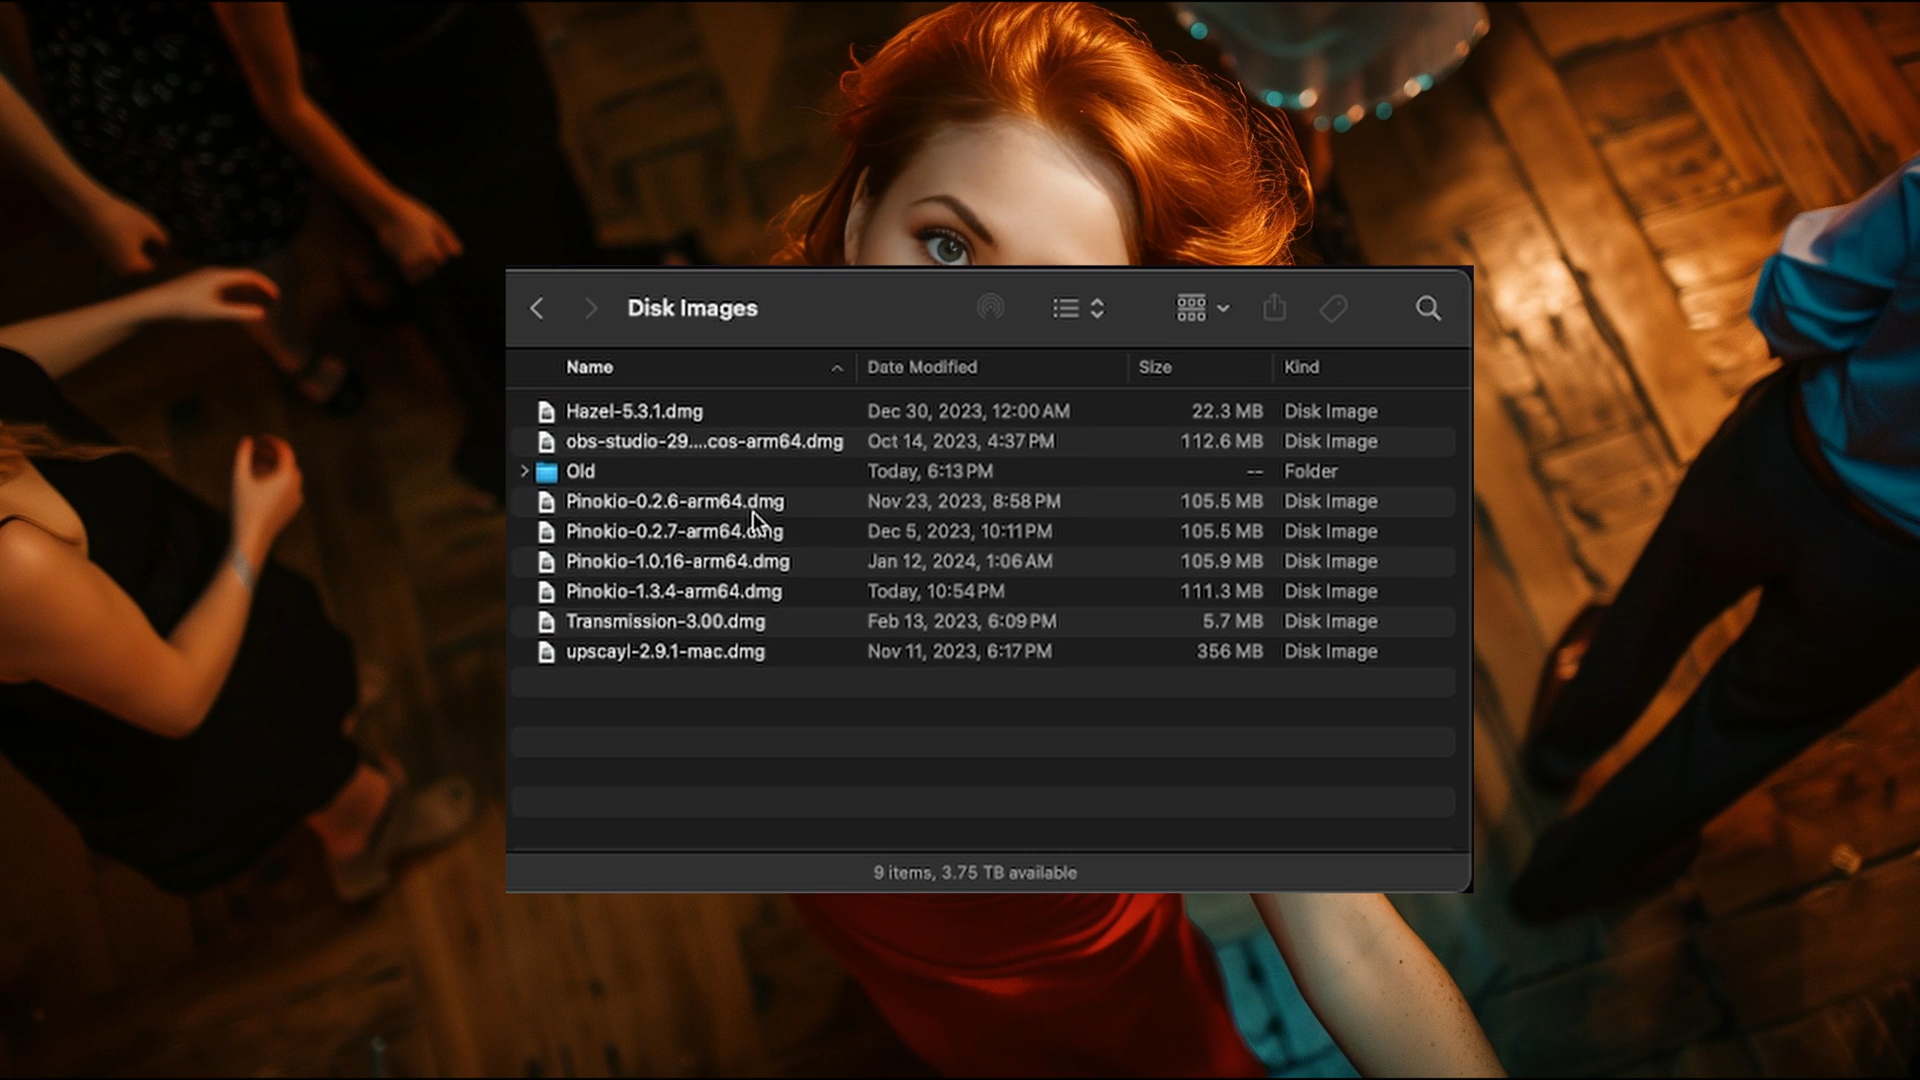 Disk Images
Name Date Modified Size Kind
Hazel-5.3.1.dmg Dec 30, 2023, 12:00 AM 22.3 MB Disk Image
obs-studio-29....cos-arm64.dmg Oct 14, 2023, 4:37 PM 112.6 MB Disk Image
Old Today, 6:13 PM -- Folder
Pinokio-0.2.6-arm64.dmg Nov 23, 2023, 8:58 PM 105.5 MB Disk Image
Pinokio-0.2.7-arm64.dmg Dec 5, 2023, 10:11 PM 105.5 MB Disk Image
Pinokio-1.0.16-arm64.dmg Jan 12, 2024, 1:06 AM 105.9 MB Disk Image
Pinokio-1.3.4-arm64.dmg Today, 10:54 PM 111.3 MB Disk Image
Transmission-3.00.dmg Feb 13, 2023, 6:09 PM 5.7 MB Disk Image
upscayl-2.9.1-mac.dmg Nov 11, 2023, 6:17 PM 356 MB Disk Image
9 items, 3.75 TB available